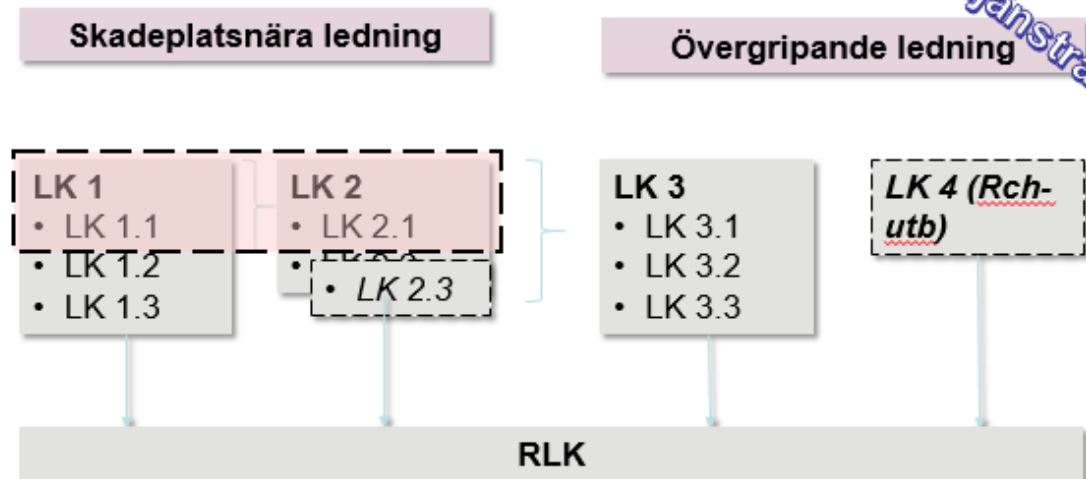 Skadeplatsnära ledning
Övergripande ledning
LK 1
• LK 1.1
• LK 1.2
• LK 1.3
LK 2
• LK 2.1
• LK 2.3
LK 3
• LK 3.1
• LK 3.2
• LK 3.3
LK 4 (Rch-
utb)
RLK